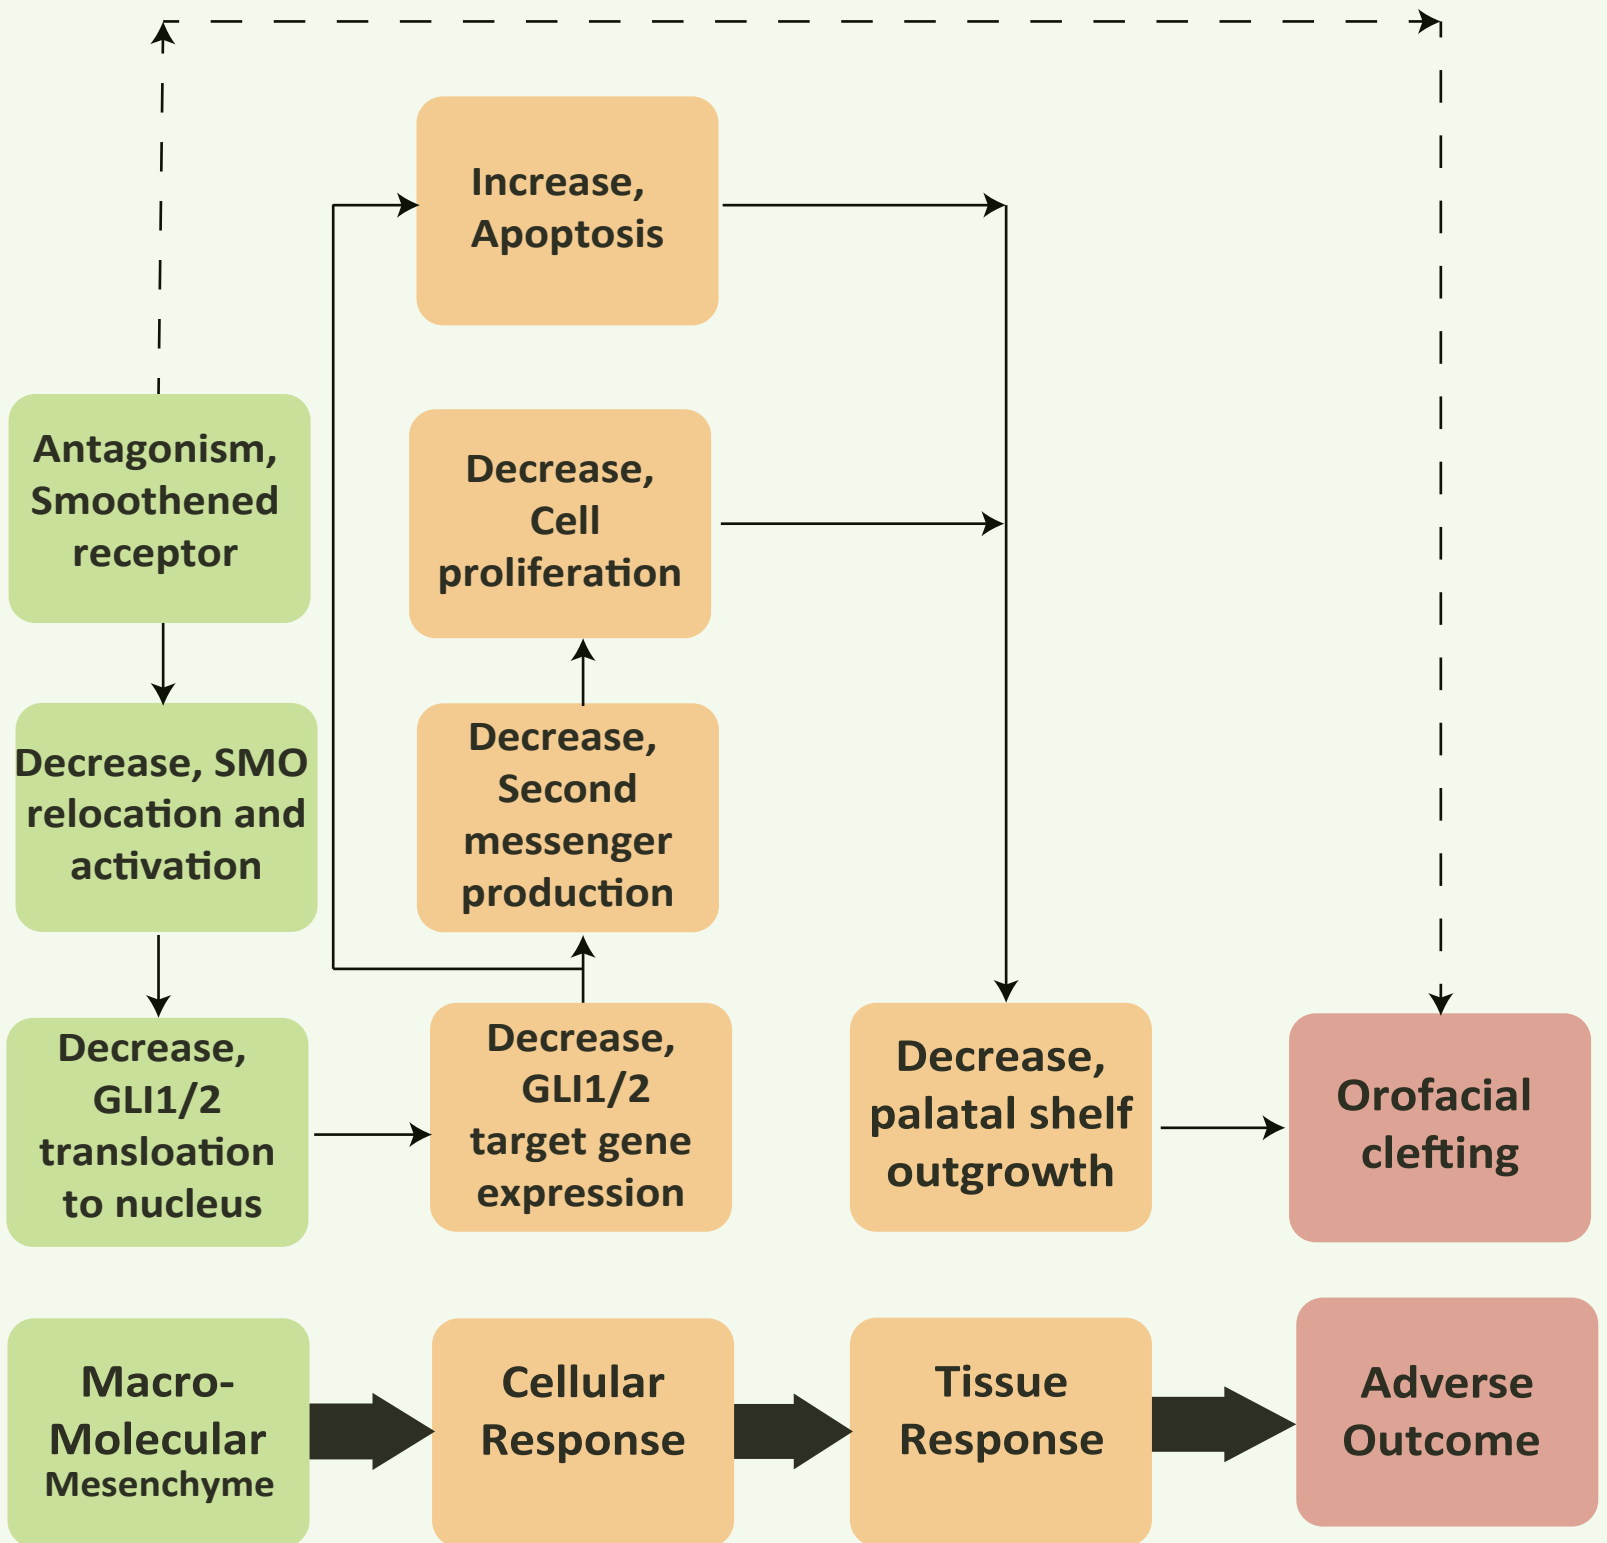 Increase,
Apoptosis
Antagonism,
Smoothened
receptor
Decrease,
Cell
proliferation
Decrease, SMO
relocation and
activation
Decrease,
Second
messenger
production
Decrease,
GLI1/2
transloation
to nucleus
Decrease,
GLI1/2
target gene
expression
Decrease,
palatal shelf
outgrowth
Orofacial
clefting
Macro-
Molecular
Mesenchyme
Cellular
Response
Tissue
Response
Adverse
Outcome